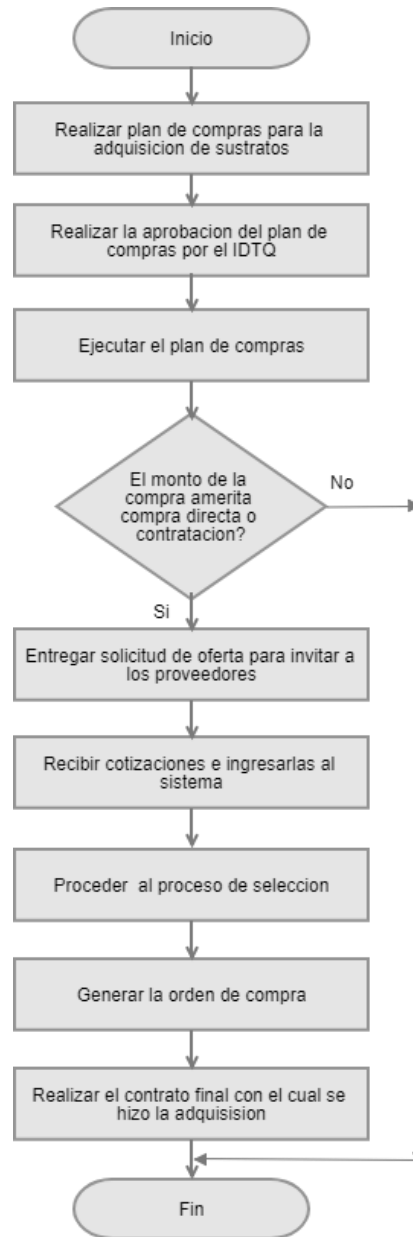 Inicio
Realizar plan de compras para la
adquisicion de sustratos
Realizar la aprobacion del plan de
compras por el IDTQ
Ejecutar el plan de compras
El monto de la
compra amerita
compra directa o
contratacion?
No
Si
Entregar solicitud de oferta para invitar a
los proveedores
Recibir cotizaciones e ingresarlas al
sistema
Proceder al proceso de seleccion
Generar la orden de compra
Realizar el contrato final con el cual se
hizo la adquisision
Fin